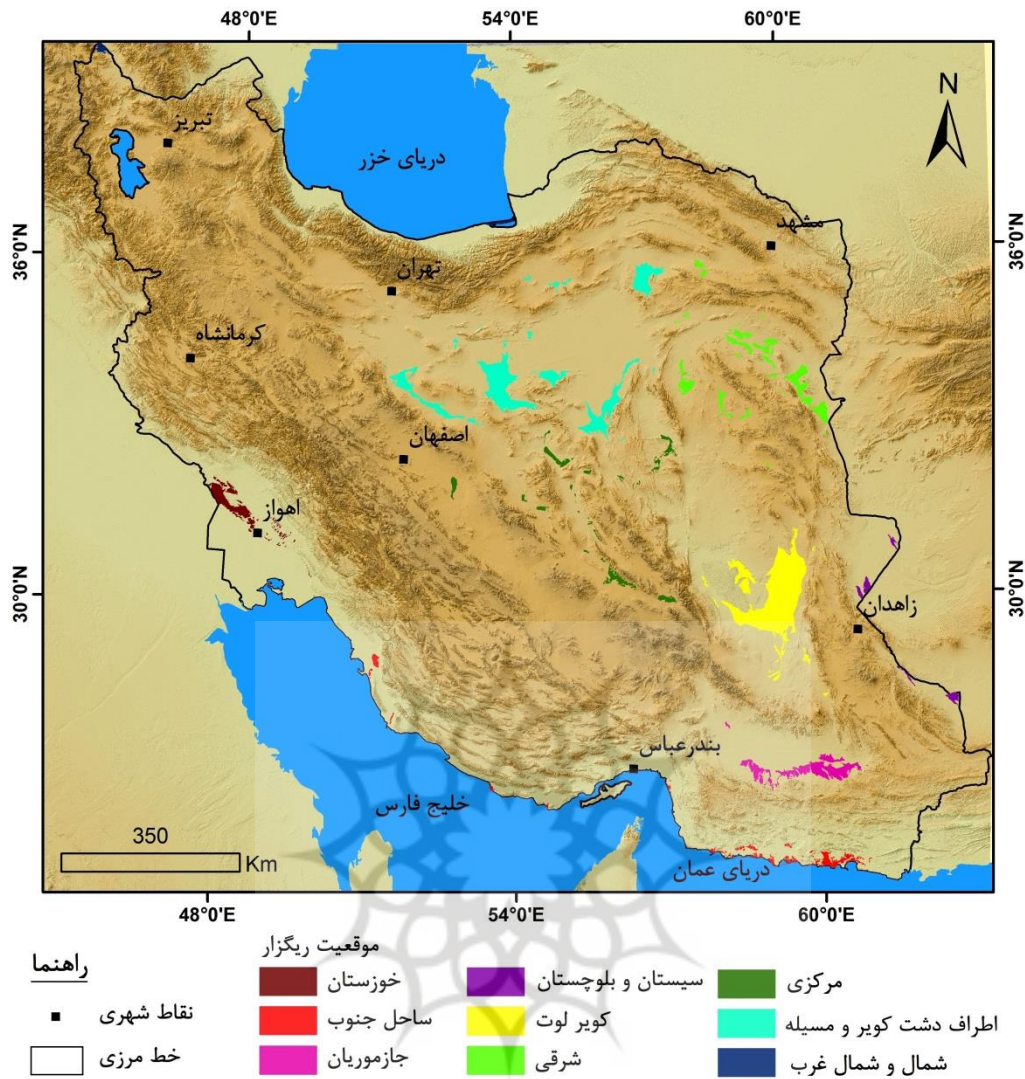 48°0'E 54°0'E 60°0'E
N
تبریز
دریای خزر
مشهد
36°0'N 36°0'N
تهران
کرمانشاه
اصفهان
اهواز
30°0'N 30°0'N
زاهدان
بندرعباس
خلیج فارس
350
Km
دریای عمان
48°0'E 54°0'E 60°0'E
راهنما
نقاط شهری
خط مرزی
موقعیت ریگزار
خوزستان
ساحل جنوب
جازموریان
سیستان و بلوچستان
کویر لوت
شرقی
مرکزی
اطراف دشت کویر و مسیله
شمال و شمال غرب